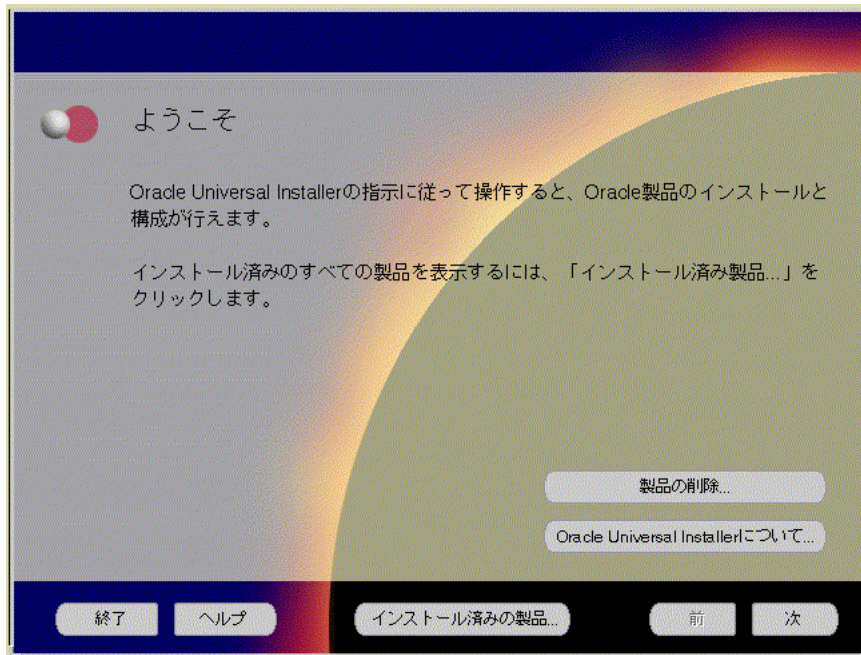 ようこそ
Oracle Universal Installerの指示に従って操作すると、Oracle製品のインストールと
構成が行えます。
インストール済みのすべての製品を表示するには、「インストール済み製品...」を
クリックします。
製品の削除...
Oracle Universal Installerについて...
終了
ヘルプ
インストール済みの製品...
前
次